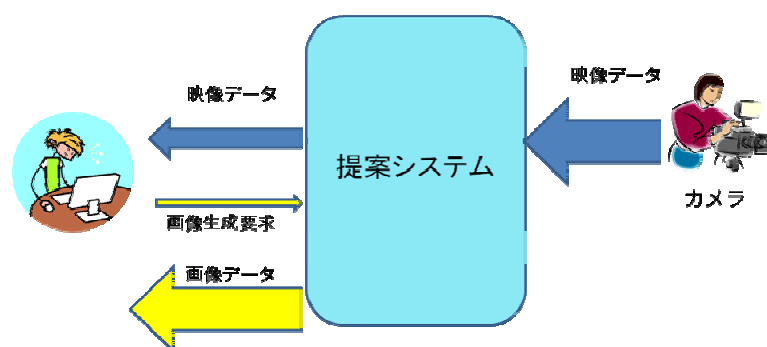 映像データ
映像データ
提案システム
カメラ
画像生成要求
画像データ